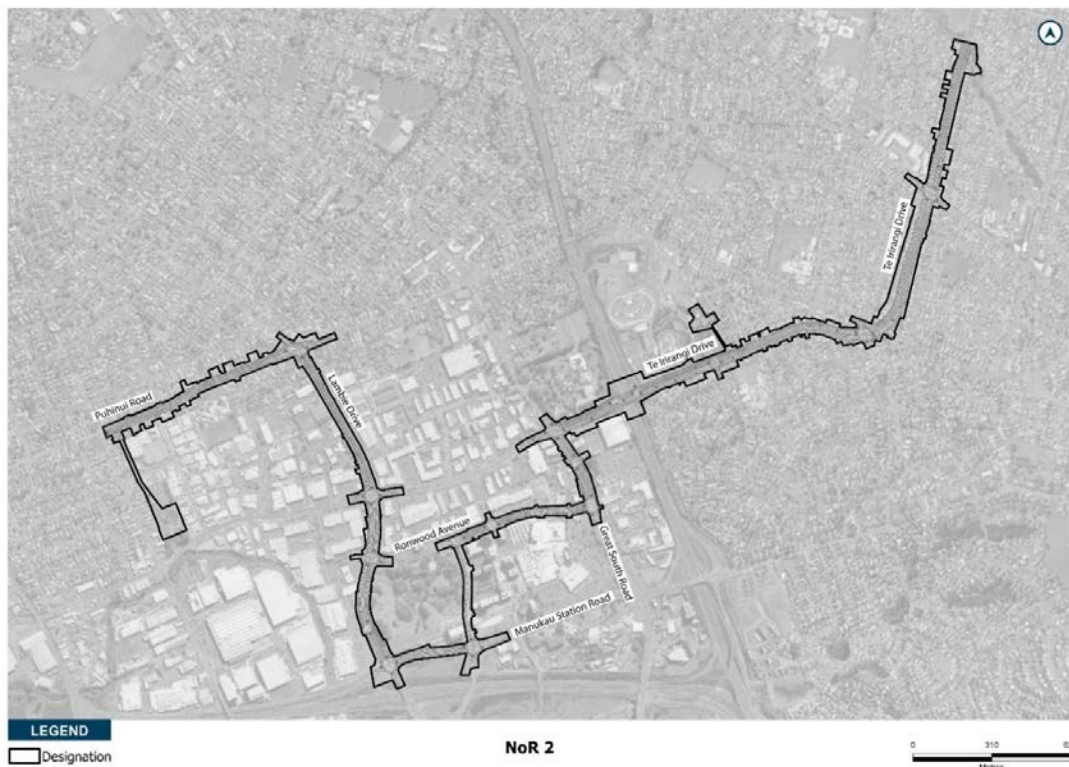 Te Irirangi Drive
Te Irirangi Drive
Puhinui Road
Lambie Drive
Ronwood Avenue
Great South Road
Manukau Station Road
LEGEND
Designation
NoR 2
0 310